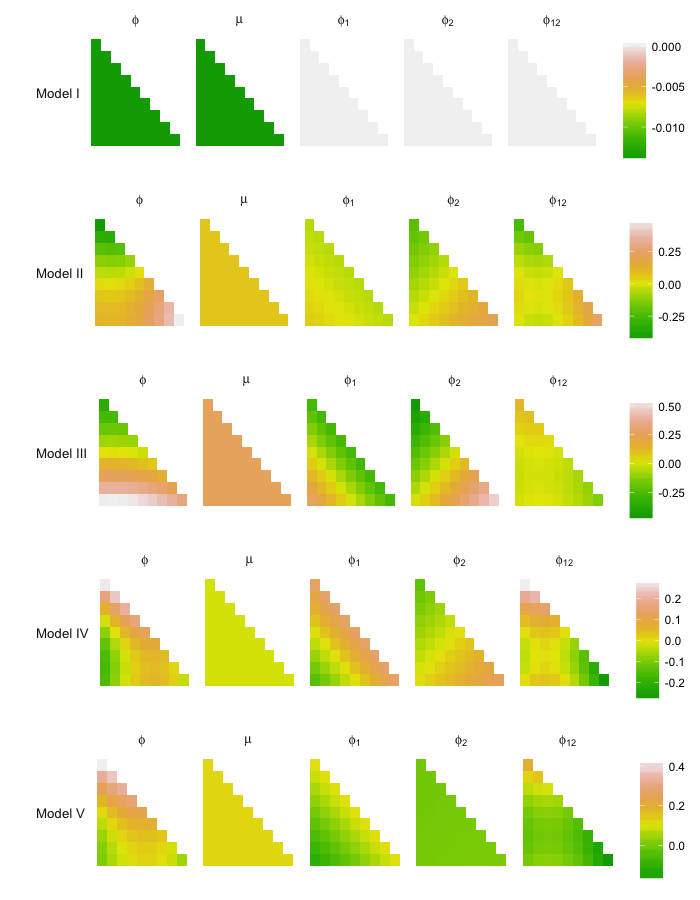 ϕ μ ϕ₁ ϕ₂ ϕ₁₂
Model I
0.000
-0.005
-0.010
ϕ μ ϕ₁ ϕ₂ ϕ₁₂
Model II
0.25
0.00
-0.25
ϕ μ ϕ₁ ϕ₂ ϕ₁₂
Model III
0.50
0.25
0.00
-0.25
ϕ μ ϕ₁ ϕ₂ ϕ₁₂
Model IV
0.2
0.1
0.0
-0.1
-0.2
ϕ μ ϕ₁ ϕ₂ ϕ₁₂
Model V
0.4
0.2
0.0